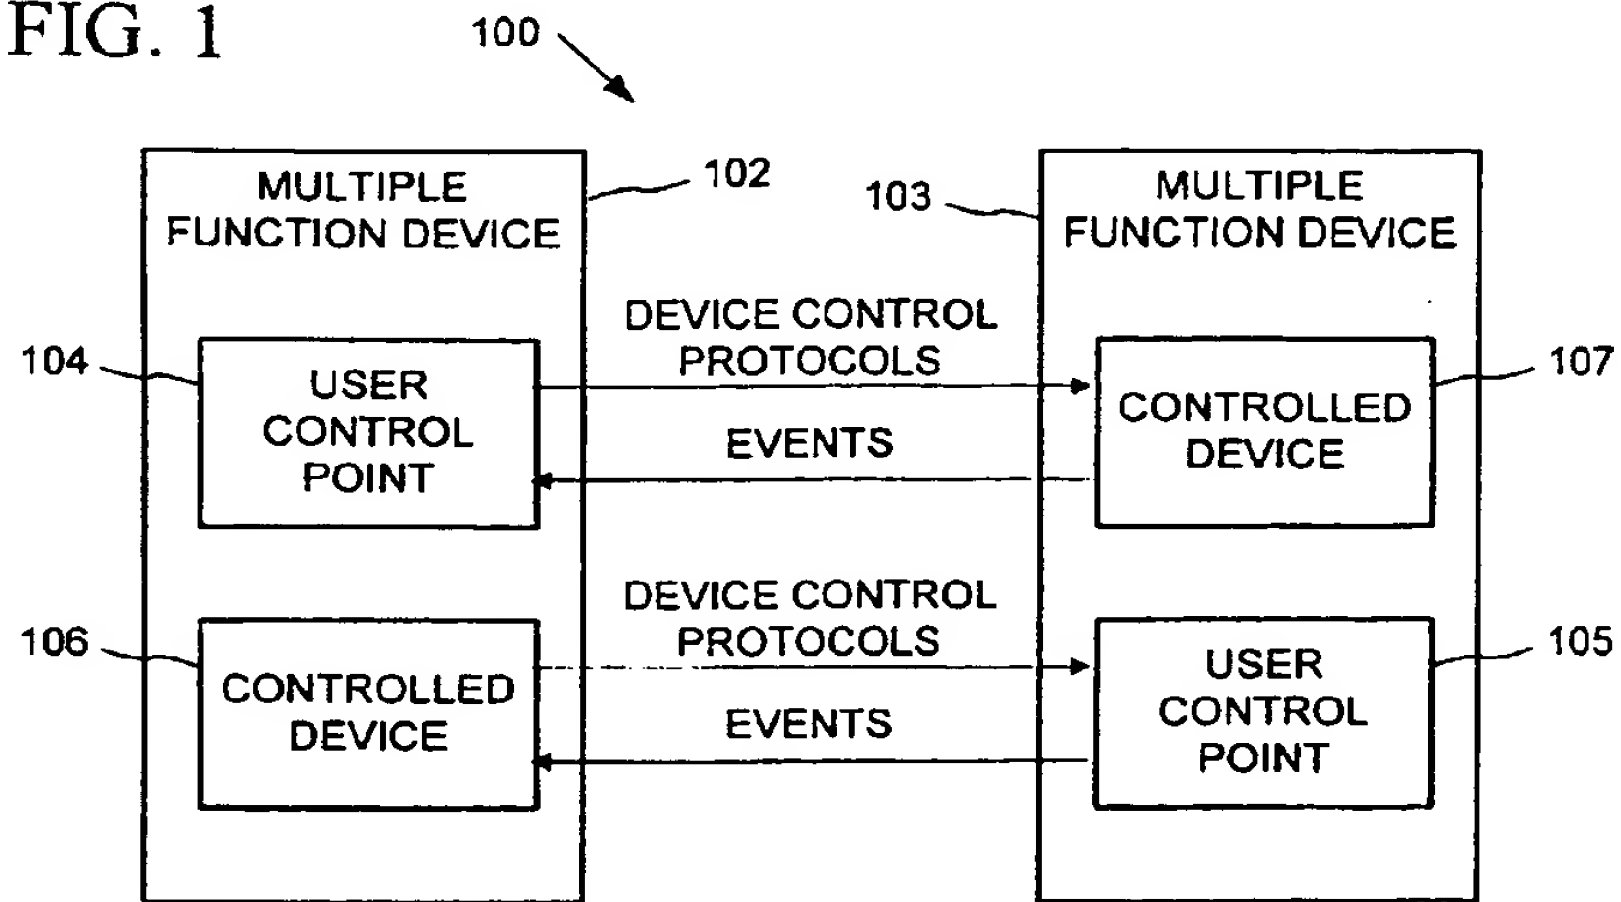 FIG. 1
100
MULTIPLE
FUNCTION DEVICE
102
103
MULTIPLE
FUNCTION DEVICE
DEVICE CONTROL
PROTOCOLS
104
USER
CONTROL
POINT
EVENTS
CONTROLLED
DEVICE
107
DEVICE CONTROL
PROTOCOLS
106
CONTROLLED
DEVICE
EVENTS
USER
CONTROL
POINT
105